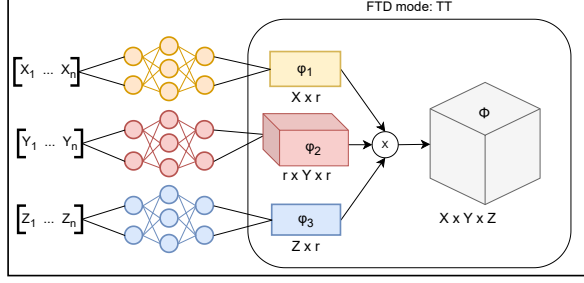 FTD mode: TT
[X1 ... Xn]
φ1
X x r
[Y1 ... Yn]
φ2
r x Y x r
x
Φ
X x Y x Z
[Z1 ... Zn]
φ3
Z x r